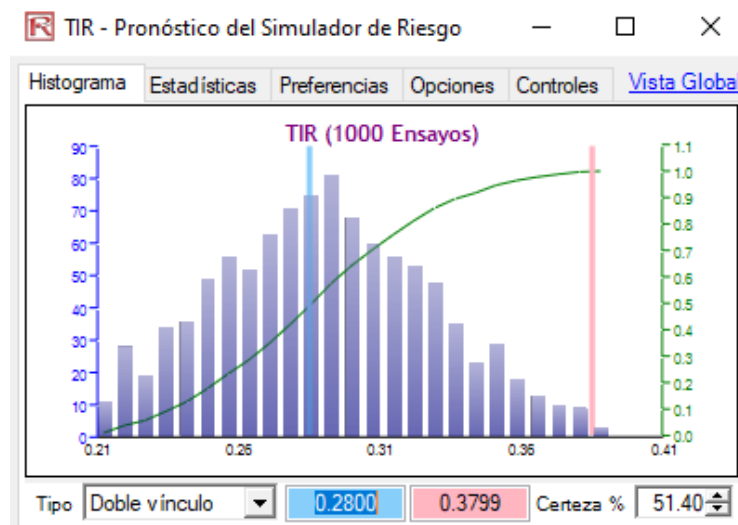 TIR - Pronóstico del Simulador de Riesgo
Histograma Estadísticas Preferencias Opciones Controles Vista Global
TIR (1000 Ensayos)
90 1.1
80 1.0
70 0.9
60 0.8
50 0.7
40 0.6
30 0.5
20 0.4
10 0.3
0 0.2
0.1
0.0
0.21 0.26 0.31 0.36 0.41
Tipo Doble vínculo 0.2800 0.3799 Certeza % 51.40